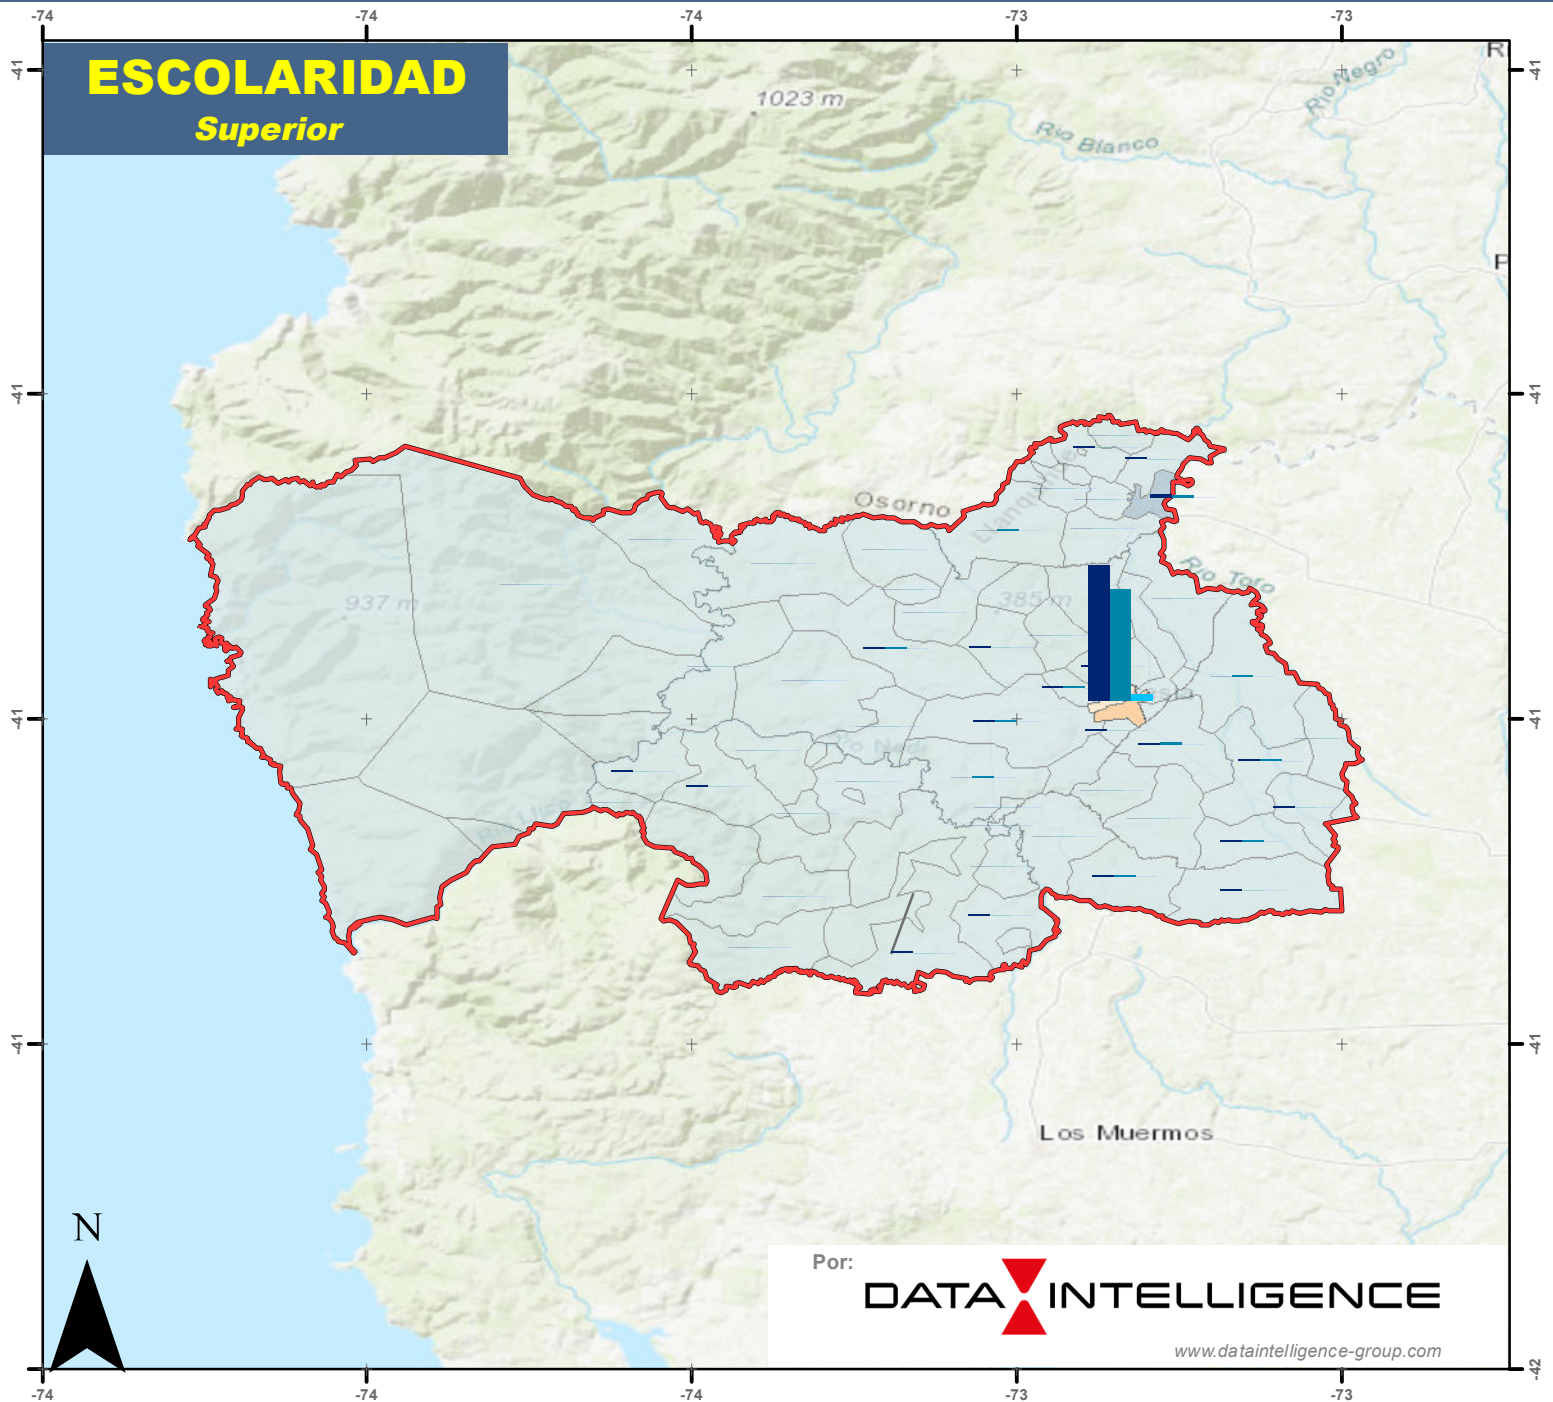 -74
-74
-74
-73
-73
ESCOLARIDAD
Superior
1023 m
Río Blanco
Río Negro
R
41
-41
P
41
-41
Osorno
Llanquihue
Río Toro
937 m
385 m
41
-41
41
-41
Los Muermos
N
Por:
DATA INTELLIGENCE
www.dataintelligence-group.com
-42
-74
-74
-74
-73
-73